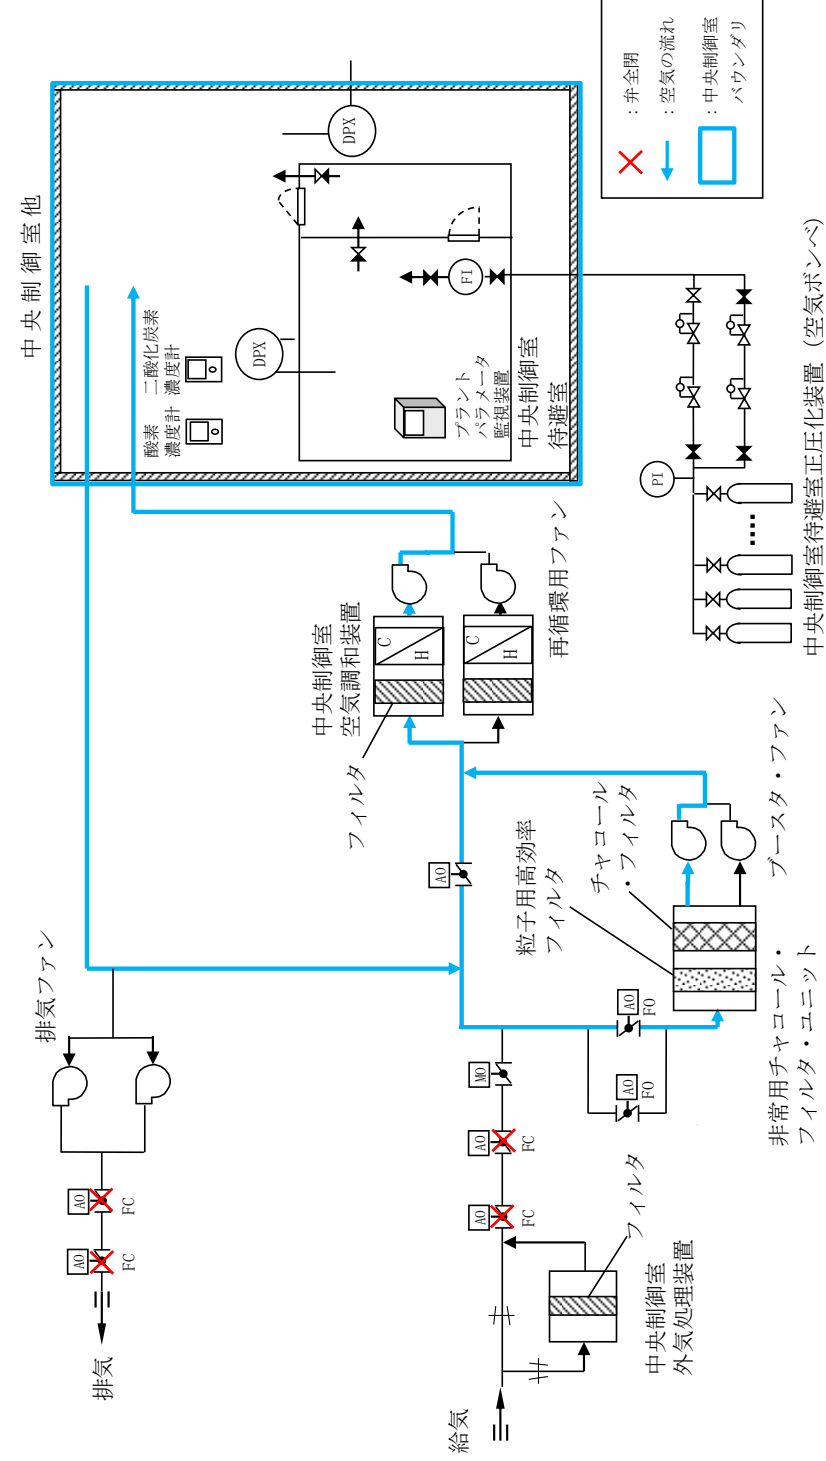 中央制御室他
酸素
濃度計
二酸化炭素
濃度計
DPX
DPX
FI
プラント
パラメータ
監視装置
中央制御室
待避室
：弁全閉
：空気の流れ
：中央制御室
バウンダリ
PI
中央制御室待避室正圧化装置（空気ボンベ）
中央制御室
空気調和装置
フィルタ
C
H
C
H
再循環用ファン
AO
粒子用高効率
フィルタ
チャコール
・フィルタ
ブースタ・ファン
非常用チャコール・
フィルタ・ユニット
AO
FO
AO
FO
排気ファン
AO
FC
AO
FC
排気
MO
AO
FC
AO
FC
給気
フィルタ
中央制御室
外気処理装置